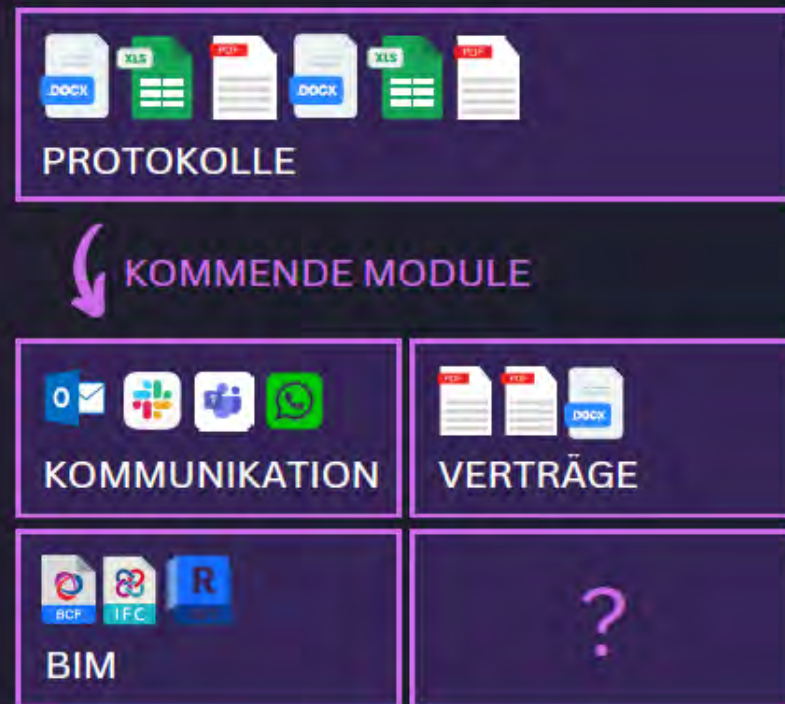 XLS PDF XLS PDF
.DOCX .DOCX
PROTOKOLLE
KOMMENDE MODULE
PDF PDF
O T DOCX
KOMMUNIKATION VERTRÄGE
R
BCF IFC
BIM
?